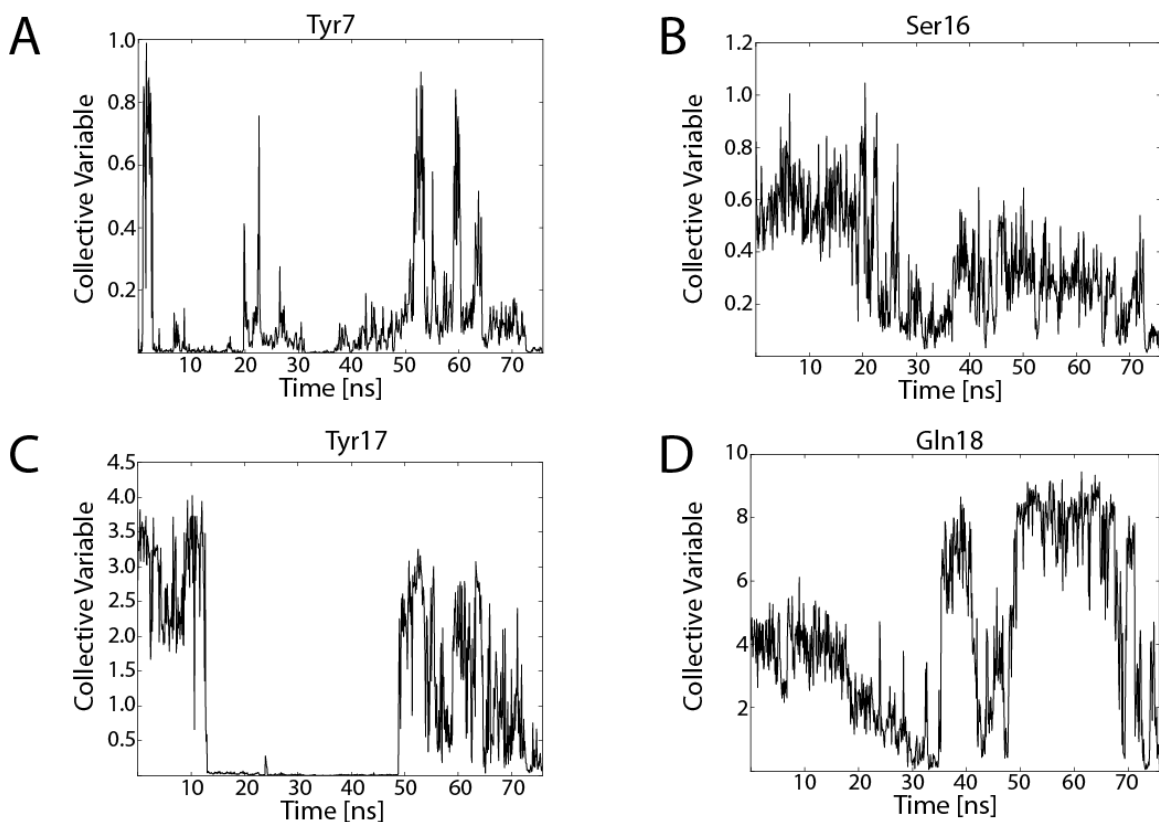 A
Tyr7
Collective Variable
1.0
0.8
0.6
0.4
0.2
10 20 30 40 50 60 70
Time [ns]
B
Ser16
Collective Variable
1.2
1.0
0.8
0.6
0.4
0.2
10 20 30 40 50 60 70
Time [ns]
C
Tyr17
Collective Variable
4.5
4.0
3.5
3.0
2.5
2.0
1.5
1.0
0.5
10 20 30 40 50 60 70
Time [ns]
D
Gln18
Collective Variable
10
8
6
4
2
10 20 30 40 50 60 70
Time [ns]